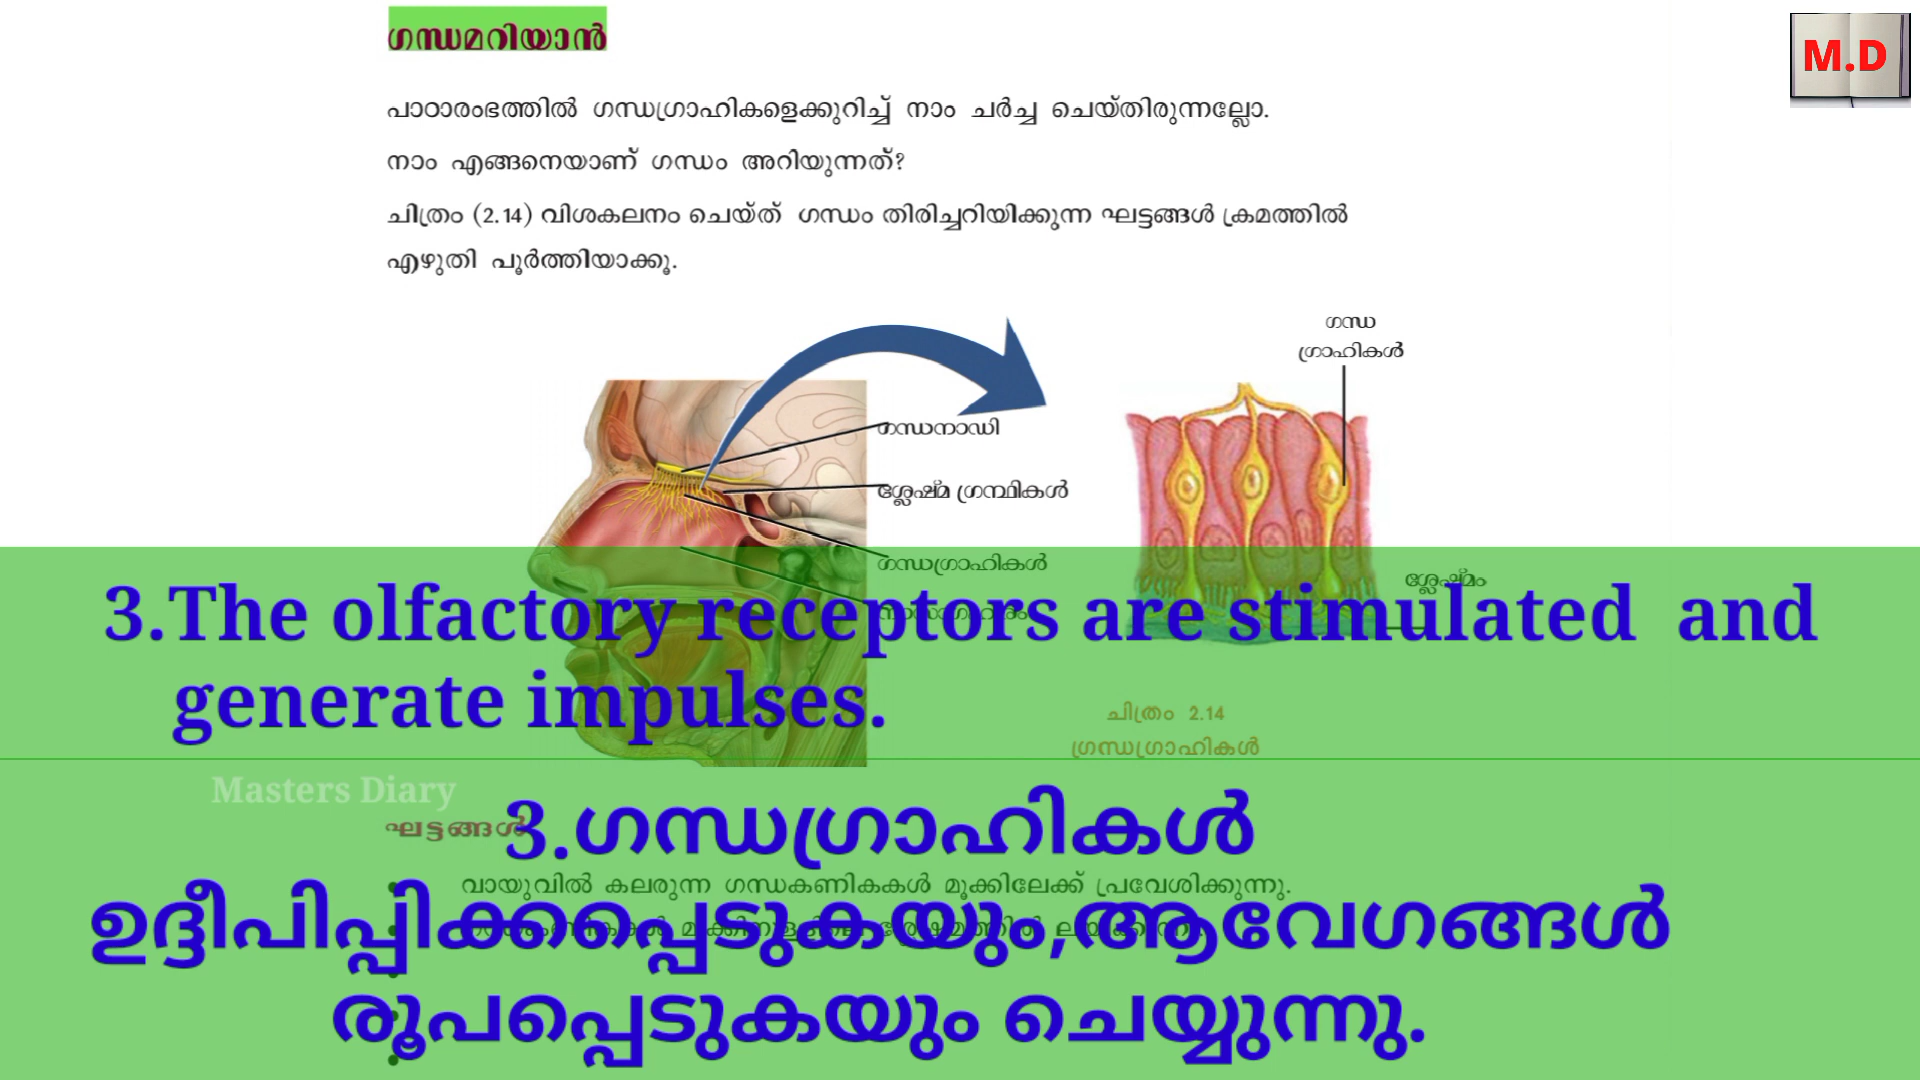 ഗന്ധമറിയാൻ
M.D
പാഠാരംഭത്തിൽ ഗന്ധഗ്രാഹികളെക്കുറിച്ച് നാം ചർച്ച ചെയ്തിരുന്നല്ലോ.
നാം എങ്ങനെയാണ് ഗന്ധം അറിയുന്നത്?
ചിത്രം (2.14) വിശകലനം ചെയ്ത് ഗന്ധം തിരിച്ചറിയിക്കുന്ന ഘട്ടങ്ങൾ ക്രമത്തിൽ
എഴുതി പൂർത്തിയാക്കൂ.
ഗന്ധ
ഗ്രാഹികൾ
ഗന്ധനാഡി
ശ്ലേഷ്മ ഗ്രന്ഥികൾ
ഗന്ധഗ്രാഹികൾ
ശ്ലേഷ്മം
3.The olfactory receptors are stimulated and
generate impulses.
ചിത്രം 2.14
ഗ്രന്ധഗ്രാഹികൾ
Masters Diary
ഘട്ടങ്ങൾ
3.ഗന്ധഗ്രാഹികൾ
വായുവിൽ കലരുന്ന ഗന്ധകണികകൾ മൂക്കിലേക്ക് പ്രവേശിക്കുന്നു.
ഉദ്ദീപിപ്പിക്കപ്പെടുകയും,ആവേഗങ്ങൾ
രൂപപ്പെടുകയും ചെയ്യുന്നു.